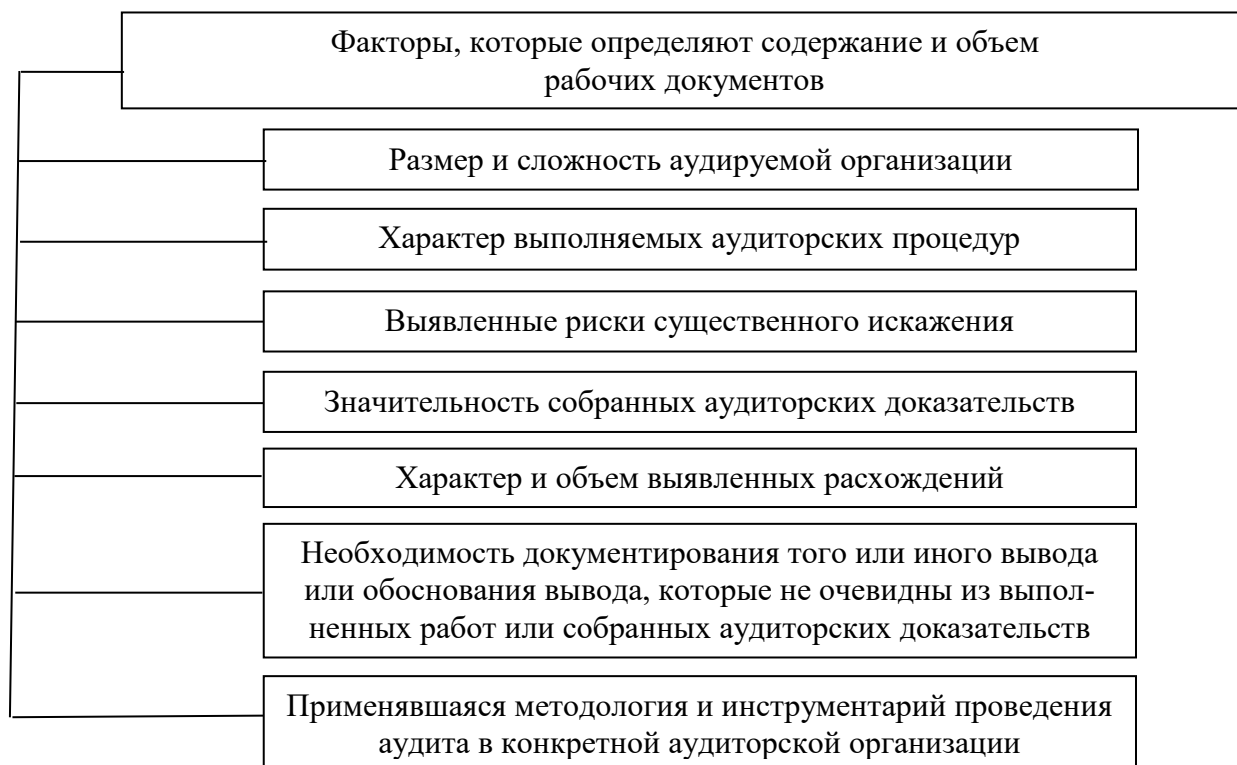 Факторы, которые определяют содержание и объем
рабочих документов
Размер и сложность аудируемой организации
Характер выполняемых аудиторских процедур
Выявленные риски существенного искажения
Значительность собранных аудиторских доказательств
Характер и объем выявленных расхождений
Необходимость документирования того или иного вывода
или обоснования вывода, которые не очевидны из выпол-
ненных работ или собранных аудиторских доказательств
Применявшаяся методология и инструментарий проведения
аудита в конкретной аудиторской организации